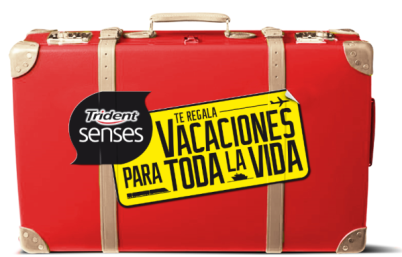 Trident
senses
TE REGALA
VACACIONES
PARA TODA LA VIDA